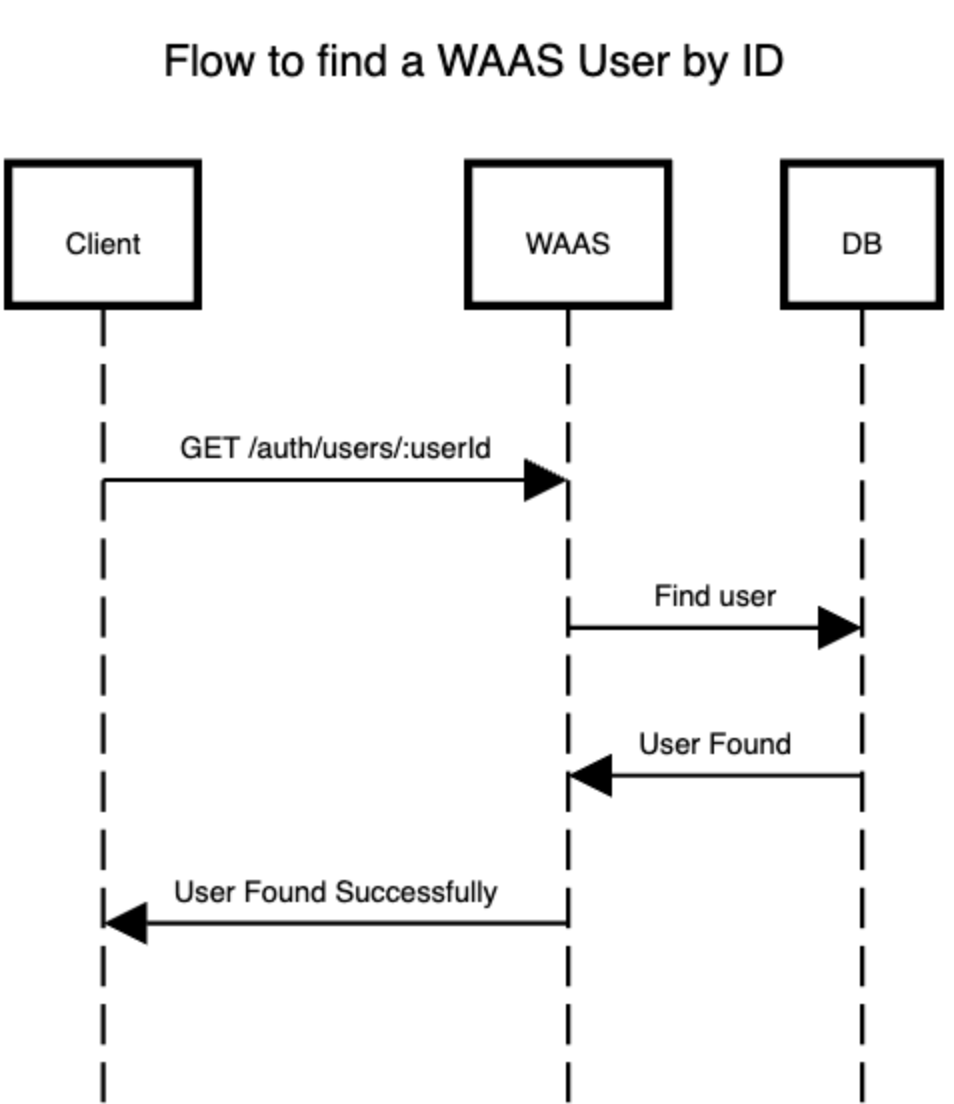 Flow to find a WAAS User by ID
Client
WAAS
DB
GET /auth/users/:userId
Find user
User Found
User Found Successfully